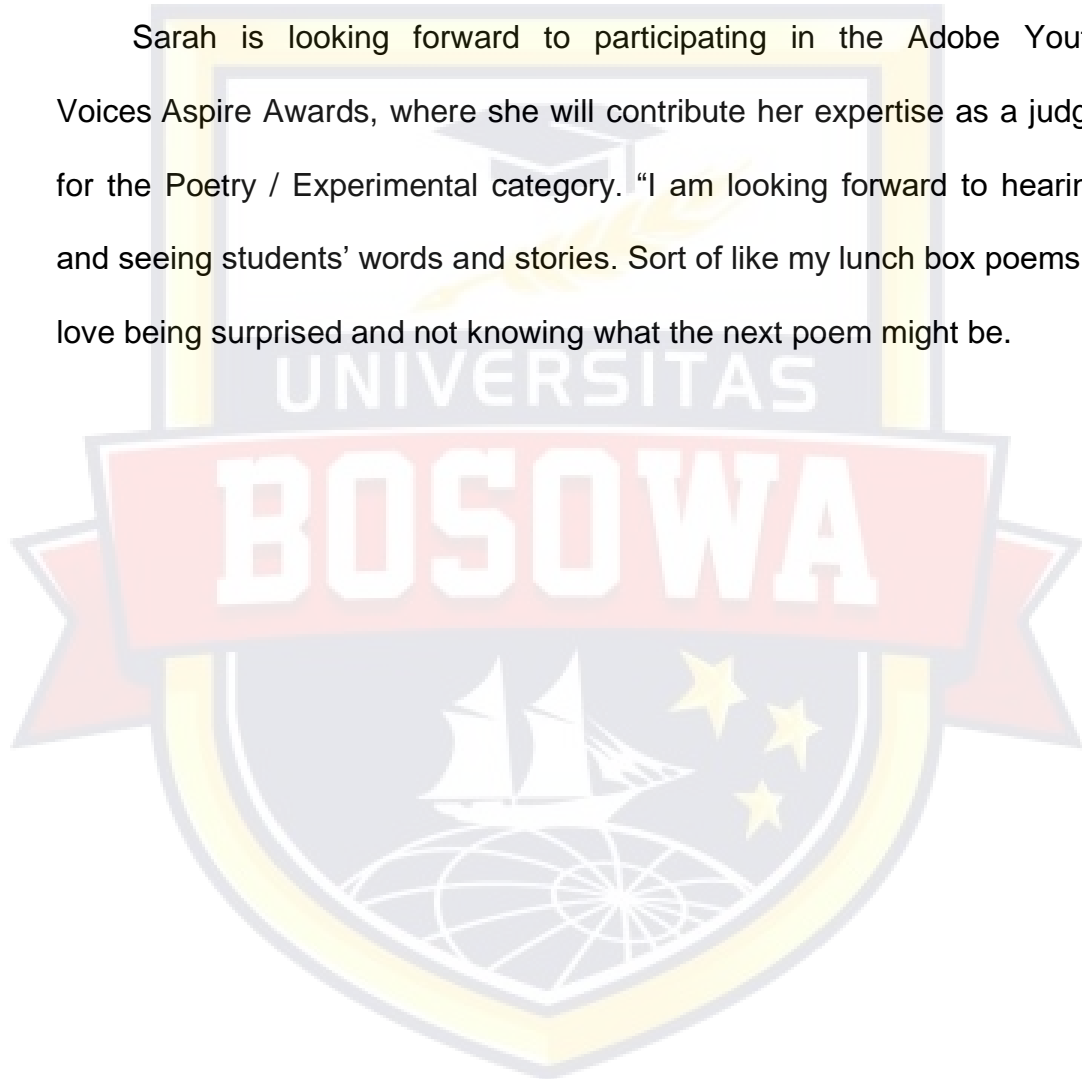 Sarah is looking forward to participating in the Adobe You
Voices Aspire Awards, where she will contribute her expertise as a judg
for the Poetry / Experimental category. “I am looking forward to hearin
and seeing students’ words and stories. Sort of like my lunch box poems
love being surprised and not knowing what the next poem might be.
UNIVERSITAS
BOSOWA